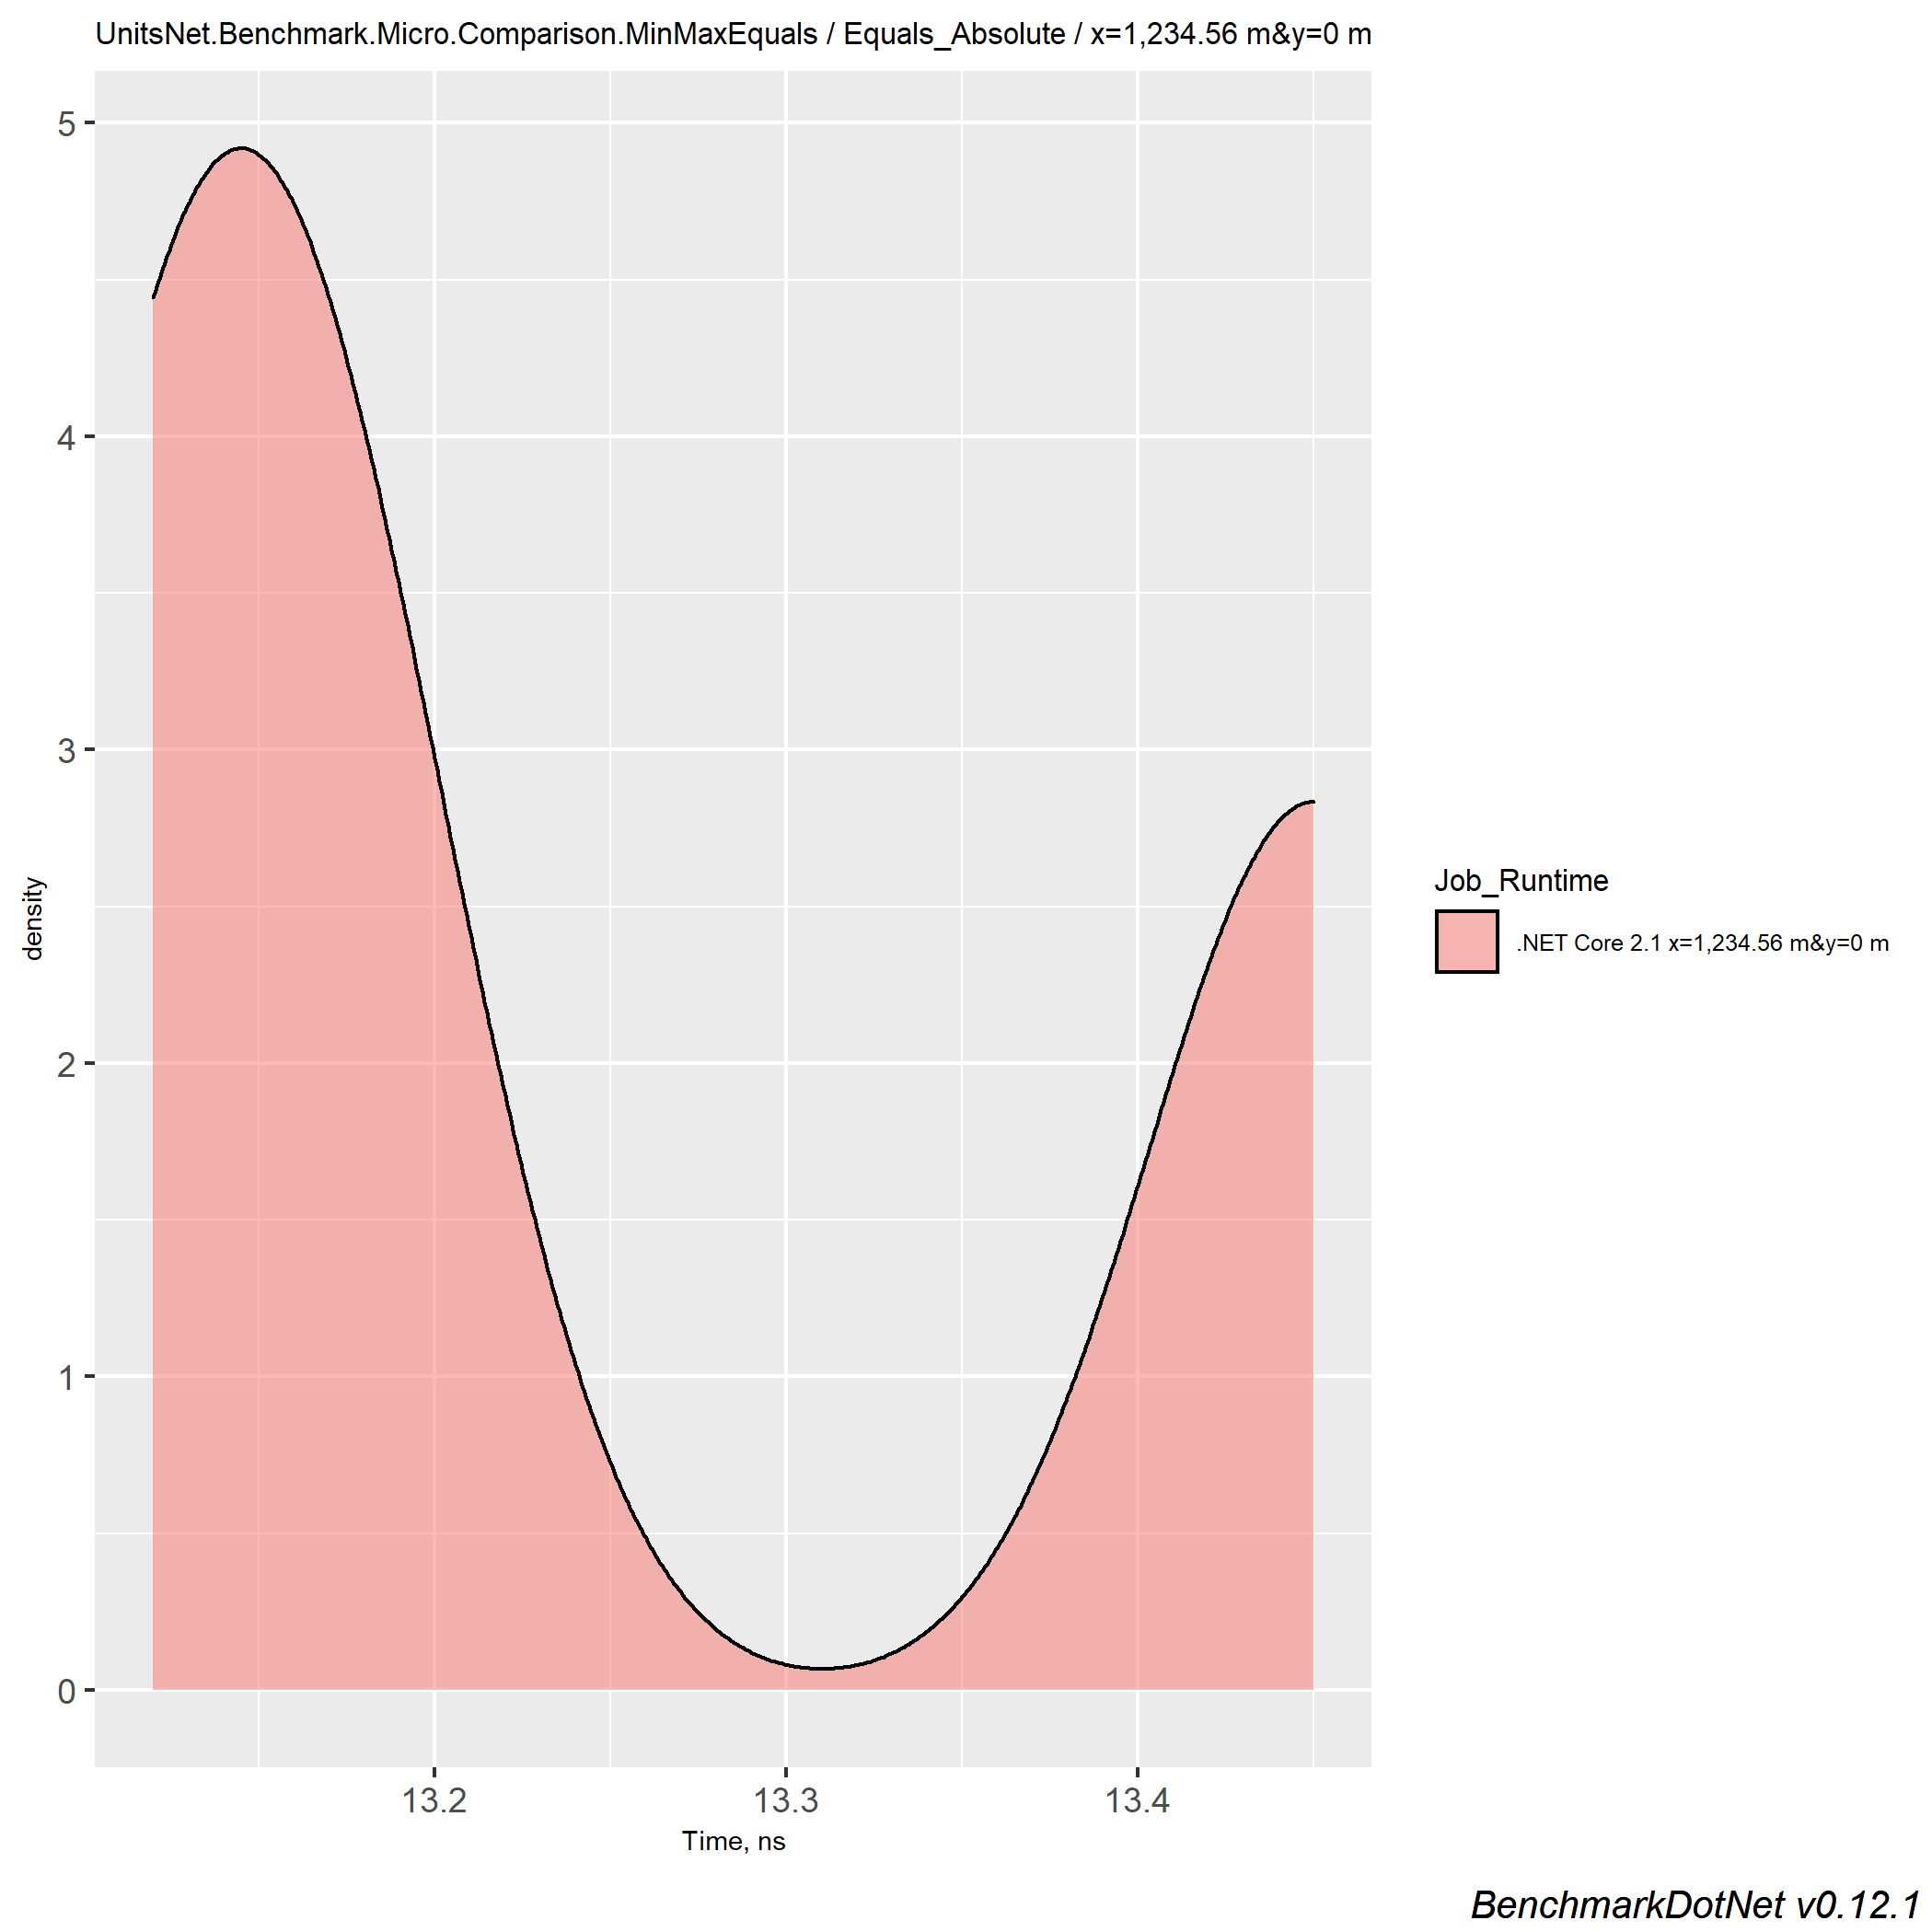 UnitsNet.Benchmark.Micro.Comparison.MinMaxEquals / Equals_Absolute / x=1,234.56 m&y=0 m
5
4
3
2
1
0
density
13.2 13.3 13.4
Time, ns
Job_Runtime
.NET Core 2.1 x=1,234.56 m&y=0 m
BenchmarkDotNet v0.12.1